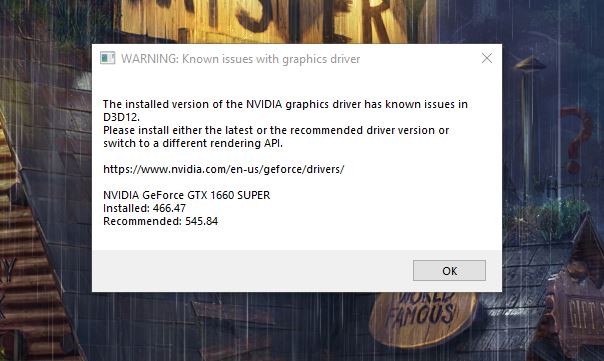 MISTER
WARNING: Known issues with graphics driver
The installed version of the NVIDIA graphics driver has known issues in
D3D12.
Please install either the latest or the recommended driver version or
switch to a different rendering API.
https://www.nvidia.com/en-us/geforce/drivers/
NVIDIA GeForce GTX 1660 SUPER
Installed: 466.47
Recommended: 545.84
OK
WORLD
FAMOUS
?